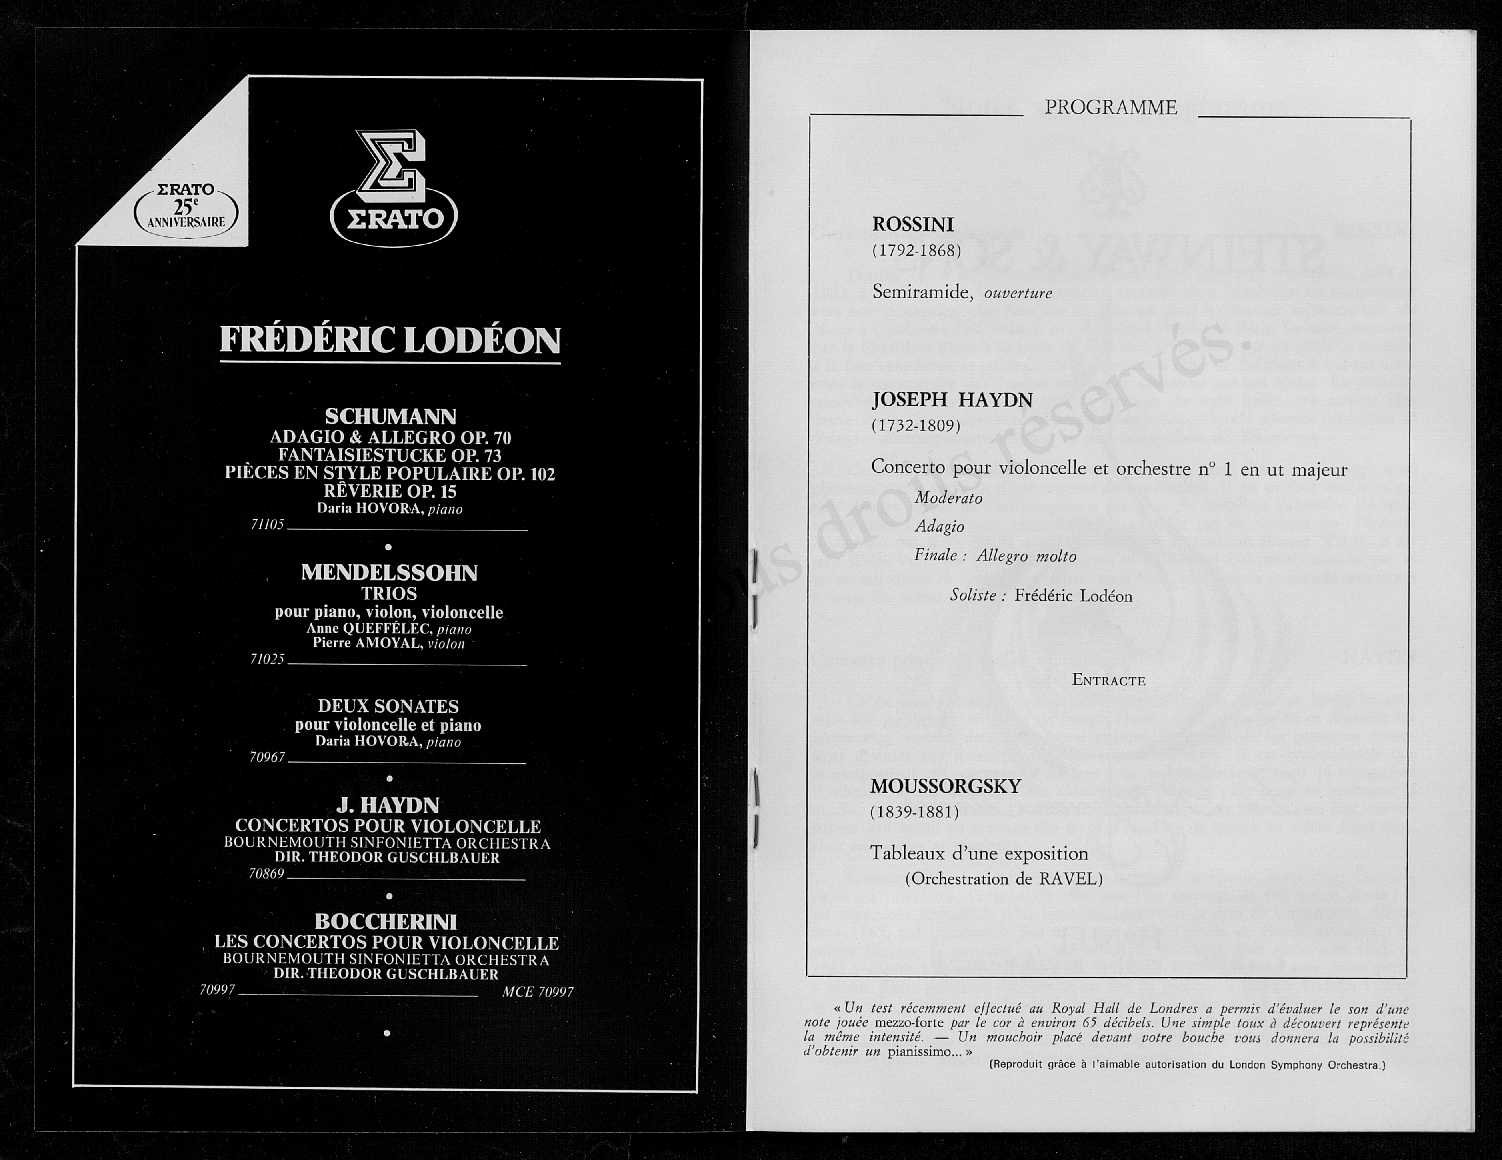 ΣRATO
25e
ANNIVERSAIRE
Σ
ΣRATO
FRÉDÉRIC LODÉON
SCHUMANN
ADAGIO & ALLEGRO OP. 70
FANTAISIESTUCKE OP. 73
PIÈCES EN STYLE POPULAIRE OP. 102
RÊVERIE OP. 15
Daria HOVORA, piano
71105
MENDELSSOHN
TRIOS
pour piano, violon, violoncelle
Anne QUEFFÉLEC, piano
Pierre AMOYAL, violon
71025
DEUX SONATES
pour violoncelle et piano
Daria HOVORA, piano
70967
J. HAYDN
CONCERTOS POUR VIOLONCELLE
BOURNEMOUTH SINFONIETTA ORCHESTRA
DIR. THEODOR GUSCHLBAUER
70869
BOCCHERINI
LES CONCERTOS POUR VIOLONCELLE
BOURNEMOUTH SINFONIETTA ORCHESTRA
DIR. THEODOR GUSCHLBAUER
70997 MCE 70997
PROGRAMME
ROSSINI
(1792-1868)
Semiramide, ouverture
JOSEPH HAYDN
(1732-1809)
Concerto pour violoncelle et orchestre n° 1 en ut majeur
Moderato
Adagio
Finale : Allegro molto
Soliste : Frédéric Lodéon
ENTRACTE
MOUSSORGSKY
(1839-1881)
Tableaux d'une exposition
(Orchestration de RAVEL)
« Un test récemment effectué au Royal Hall de Londres a permis d'évaluer le son d'une
note jouée mezzo-forte par le cor à environ 65 décibels. Une simple toux à découvert représente
la même intensité. — Un mouchoir placé devant votre bouche vous donnera la possibilité
d'obtenir un pianissimo... »
(Reproduit grâce à l'aimable autorisation du London Symphony Orchestra.)
droits réservés.